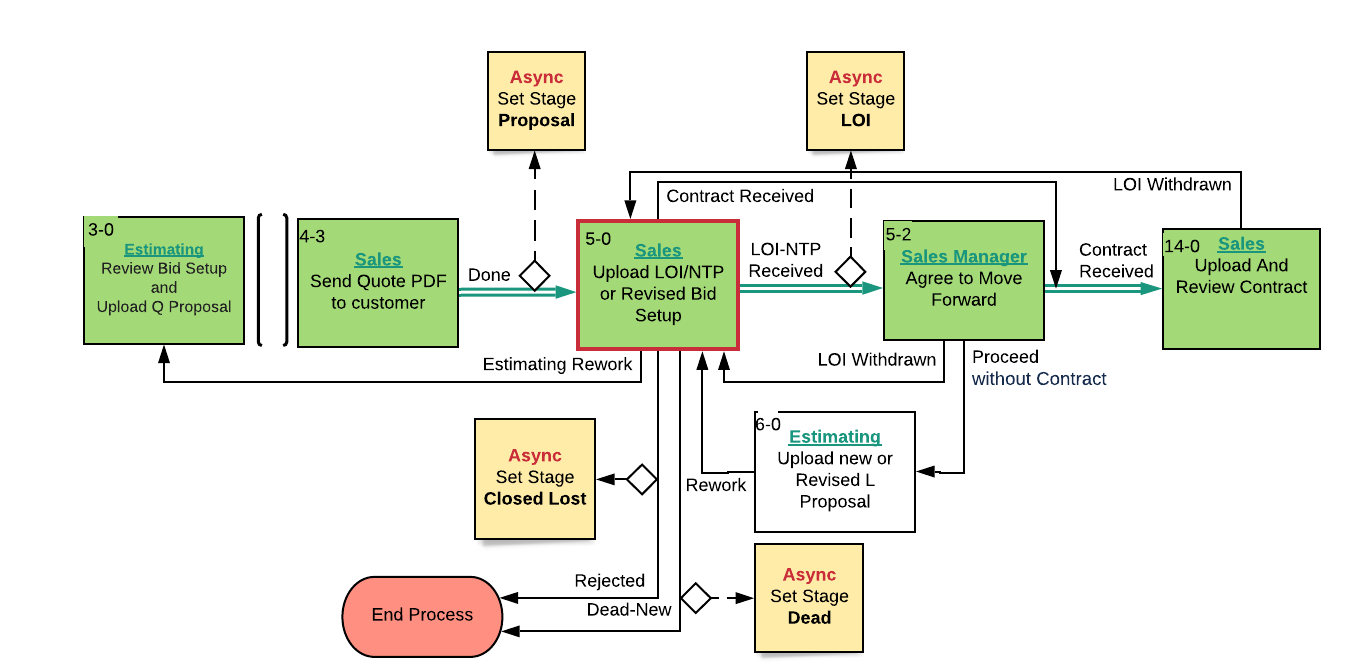 Async
Set Stage
Proposal
Async
Set Stage
LOI
LOI Withdrawn
Contract Received
3-0
Estimating
Review Bid Setup
and
Upload Q Proposal
4-3
Sales
Send Quote PDF
to customer
Done
5-0
Sales
Upload LOI/NTP
or Revised Bid
Setup
LOI-NTP
Received
5-2
Sales Manager
Agree to Move
Forward
Contract
Received
14-0
Sales
Upload And
Review Contract
Estimating Rework
LOI Withdrawn
Proceed
without Contract
Async
Set Stage
Closed Lost
Rework
6-0
Estimating
Upload new or
Revised L
Proposal
Rejected
Dead-New
End Process
Async
Set Stage
Dead